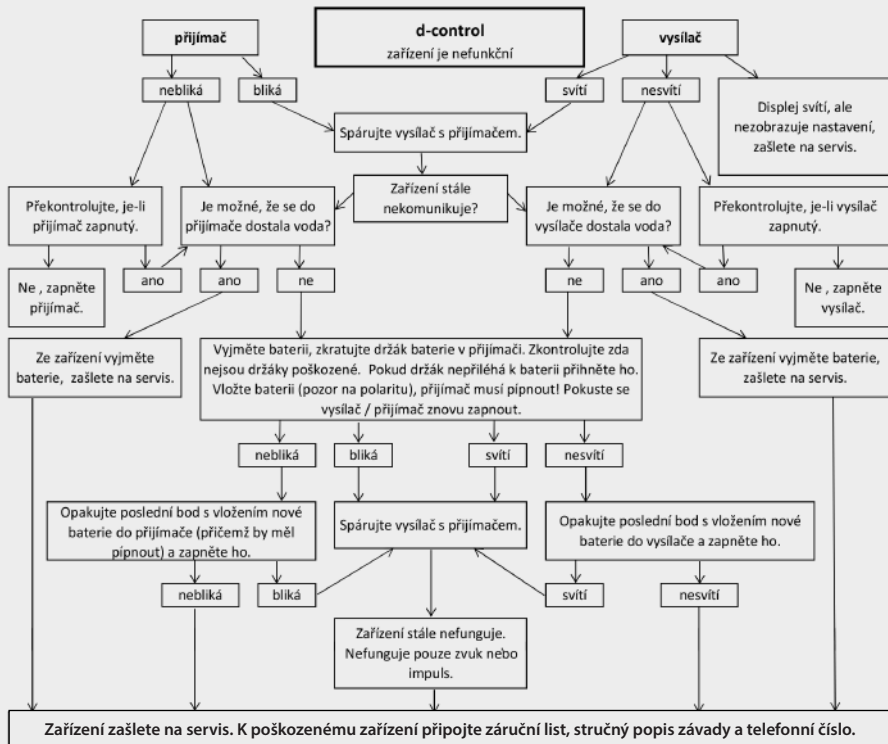 d-control
zařízení je nefunkční
přijímač
vysílač
nebliká
bliká
svítí
nesvítí
Displej svítí, ale
nezobrazuje nastavení,
zašlete na servis.
Spárujte vysílač s přijímačem.
Zařízení stále
nekomunikuje?
Překontrolujte, je-li
přijímač zapnutý.
Je možné, že se do
přijímače dostala voda?
Je možné, že se do
vysílače dostala voda?
Překontrolujte, je-li vysílač
zapnutý.
Ne , zapněte
přijímač.
ano
ano
ne
ne
ano
ano
Ne , zapněte
vysílač.
Ze zařízení vyjměte
baterie, zašlete na servis.
Vyjměte baterii, zkratujte držák baterie v přijímači. Zkontrolujte zda
nejsou držáky poškozené. Pokud držák nepřiléhá k baterii přihněte ho.
Vložte baterii (pozor na polaritu), přijímač musí pípnout! Pokuste se
vysílač / přijímač znovu zapnout.
Ze zařízení vyjměte baterie,
zašlete na servis.
nebliká
bliká
svítí
nesvítí
Opakujte poslední bod s vložením nové
baterie do přijímače (přičemž by měl
pípnout) a zapněte ho.
Spárujte vysílač s přijímačem.
Opakujte poslední bod s vložením nové
baterie do vysílače a zapněte ho.
nebliká
bliká
svítí
nesvítí
Zařízení stále nefunguje.
Nefunguje pouze zvuk nebo
impuls.
Zařízení zašlete na servis. K poškozenému zařízení připojte záruční list, stručný popis závady a telefonní číslo.